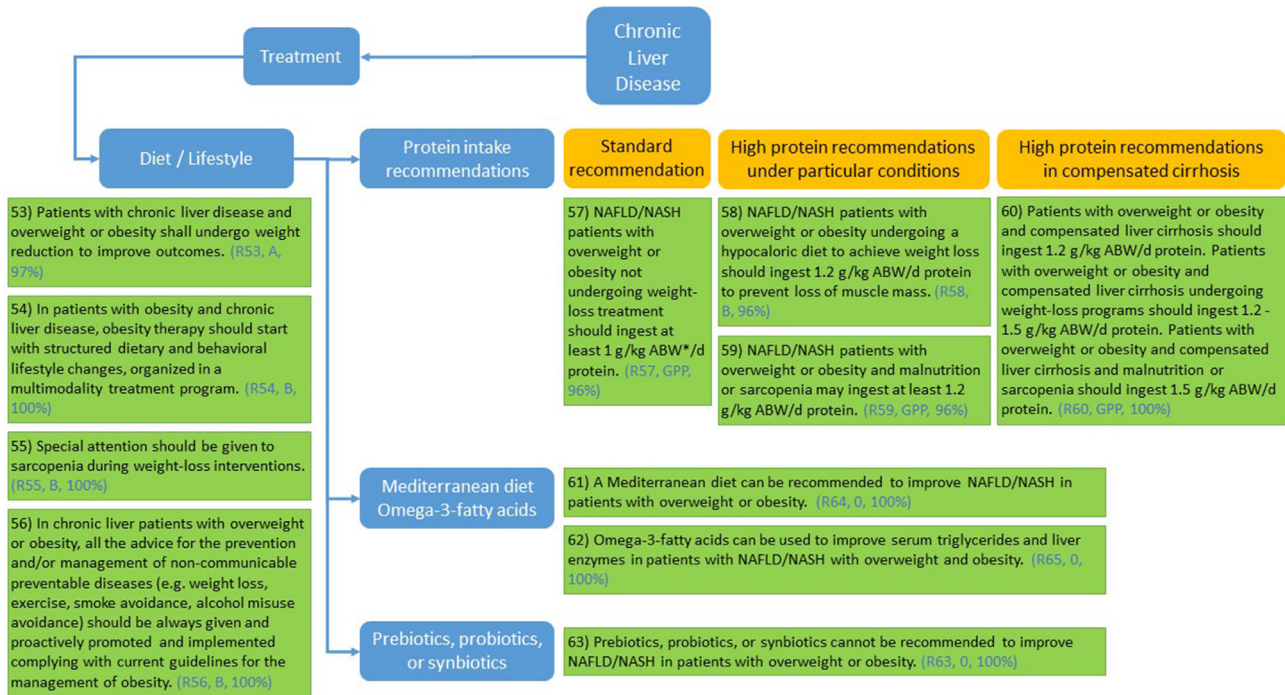 Chronic
Liver
Disease
Treatment
Diet / Lifestyle
Protein intake
recommendations
Standard
recommendation
High protein recommendations
under particular conditions
High protein recommendations
in compensated cirrhosis
53) Patients with chronic liver disease and
overweight or obesity shall undergo weight
reduction to improve outcomes. (R53, A,
97%)
54) In patients with obesity and chronic
liver disease, obesity therapy should start
with structured dietary and behavioral
lifestyle changes, organized in a
multimodality treatment program. (R54, B,
100%)
55) Special attention should be given to
sarcopenia during weight-loss interventions.
(R55, B, 100%)
56) In chronic liver patients with overweight
or obesity, all the advice for the prevention
and/or management of non-communicable
preventable diseases (e.g. weight loss,
exercise, smoke avoidance, alcohol misuse
avoidance) should be always given and
proactively promoted and implemented
complying with current guidelines for the
management of obesity. (R56, B, 100%)
57) NAFLD/NASH
patients with
overweight or
obesity not
undergoing weight-
loss treatment
should ingest at
least 1 g/kg ABW*/d
protein. (R57, GPP,
96%)
58) NAFLD/NASH patients with
overweight or obesity undergoing a
hypocaloric diet to achieve weight loss
should ingest 1.2 g/kg ABW/d protein
to prevent loss of muscle mass. (R58,
B, 96%)
59) NAFLD/NASH patients with
overweight or obesity and malnutrition
or sarcopenia may ingest at least 1.2
g/kg ABW/d protein. (R59, GPP, 96%)
60) Patients with overweight or obesity
and compensated liver cirrhosis should
ingest 1.2 g/kg ABW/d protein. Patients
with overweight or obesity and
compensated liver cirrhosis undergoing
weight-loss programs should ingest 1.2 -
1.5 g/kg ABW/d protein. Patients with
overweight or obesity and compensated
liver cirrhosis and malnutrition or
sarcopenia should ingest 1.5 g/kg ABW/d
protein. (R60, GPP, 100%)
Mediterranean diet
Omega-3-fatty acids
61) A Mediterranean diet can be recommended to improve NAFLD/NASH in
patients with overweight or obesity. (R64, 0, 100%)
62) Omega-3-fatty acids can be used to improve serum triglycerides and liver
enzymes in patients with NAFLD/NASH with overweight and obesity. (R65, 0,
100%)
Prebiotics, probiotics,
or synbiotics
63) Prebiotics, probiotics, or synbiotics cannot be recommended to improve
NAFLD/NASH in patients with overweight or obesity. (R63, 0, 100%)